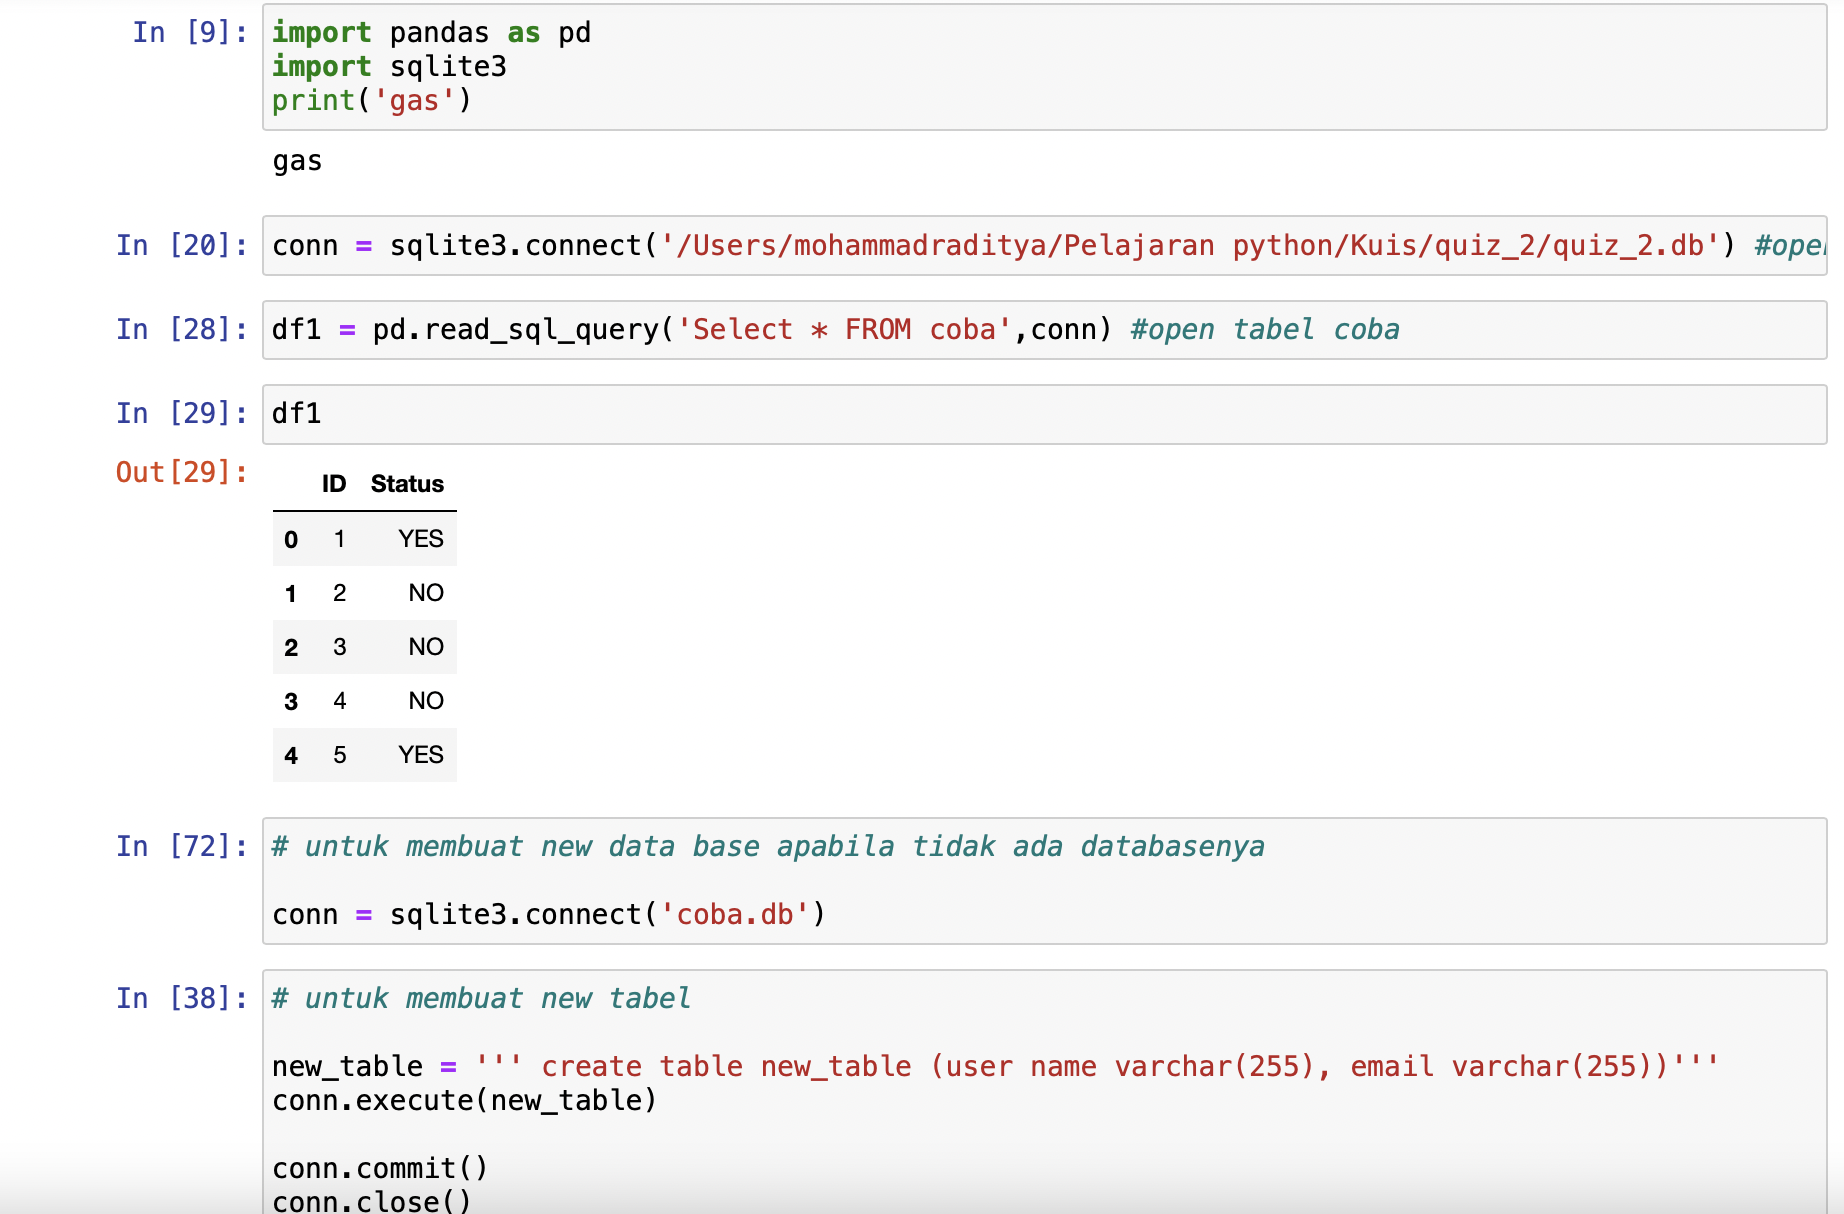 In [9]: import pandas as pd
import sqlite3
print('gas')
gas
In [20]: conn = sqlite3.connect('/Users/mohammadraditya/Pelajaran python/Kuis/quiz_2/quiz_2.db')
In [28]: df1 = pd.read_sql_query('Select * FROM coba',conn) #open tabel coba
In [29]: df1
Out[29]:
ID Status
0 1 YES
1 2 NO
2 3 NO
3 4 NO
4 5 YES
In [72]: # untuk membuat new data base apabila tidak ada databasenya
conn = sqlite3.connect('coba.db')
In [38]: # untuk membuat new tabel
new_table = ''' create table new_table (user name varchar(255), email varchar(255))'''
conn.execute(new_table)
conn.commit()
conn.close()